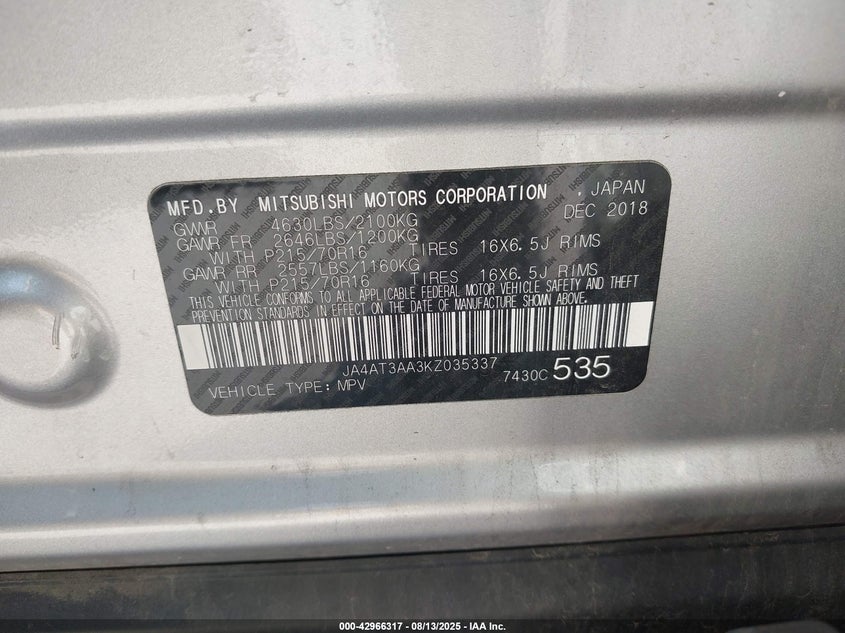 MFD.BY MITSUBISHI MOTORS CORPORATION , JAPAN
GVWR 4630LBS/2100KG DEC 2018
GAWR FR 2646LBS/1200KG
WITH P215/70R16 TIRES 16X6.5J RIMS
GAWR RR 2557LBS/1160KG
WITH P215/70R16 TIRES 16X6.5J RIMS
THIS VEHICLE CONFORMS TO ALL APPLICABLE FEDERAL MOTOR VEHICLE SAFETY AND THEFT
PREVENTION STANDARDS IN EFFECT ON THE DATE OF MANUFACTURE SHOWN ABOVE.
JA4AT3AA3KZ035337
VEHICLE TYPE: MPV 7430C 535
000-42966317 - 08/13/2025 - IAA Inc.